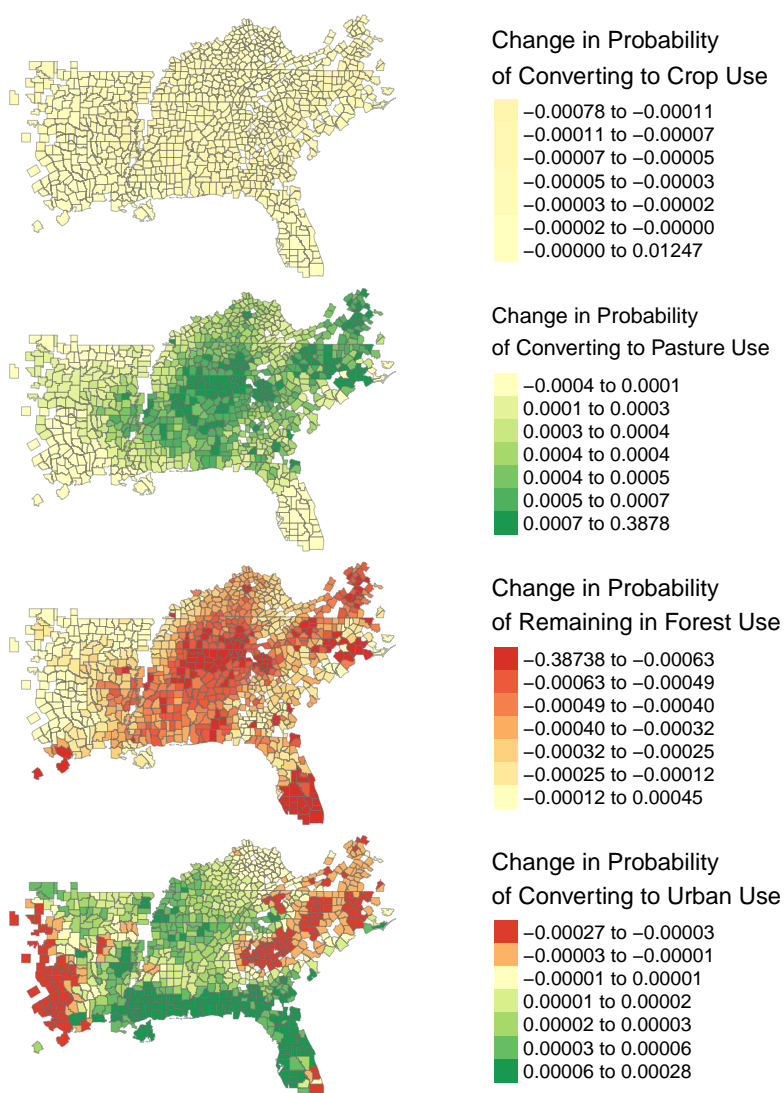 Change in Probability
of Converting to Crop Use
−0.00078 to −0.00011
−0.00011 to −0.00007
−0.00007 to −0.00005
−0.00005 to −0.00003
−0.00003 to −0.00002
−0.00002 to −0.00000
−0.00000 to 0.01247
Change in Probability
of Converting to Pasture Use
−0.0004 to 0.0001
0.0001 to 0.0003
0.0003 to 0.0004
0.0004 to 0.0004
0.0004 to 0.0005
0.0005 to 0.0007
0.0007 to 0.3878
Change in Probability
of Remaining in Forest Use
−0.38738 to −0.00063
−0.00063 to −0.00049
−0.00049 to −0.00040
−0.00040 to −0.00032
−0.00032 to −0.00025
−0.00025 to −0.00012
−0.00012 to 0.00045
Change in Probability
of Converting to Urban Use
−0.00027 to −0.00003
−0.00003 to −0.00001
−0.00001 to 0.00001
0.00001 to 0.00002
0.00002 to 0.00003
0.00003 to 0.00006
0.00006 to 0.00028